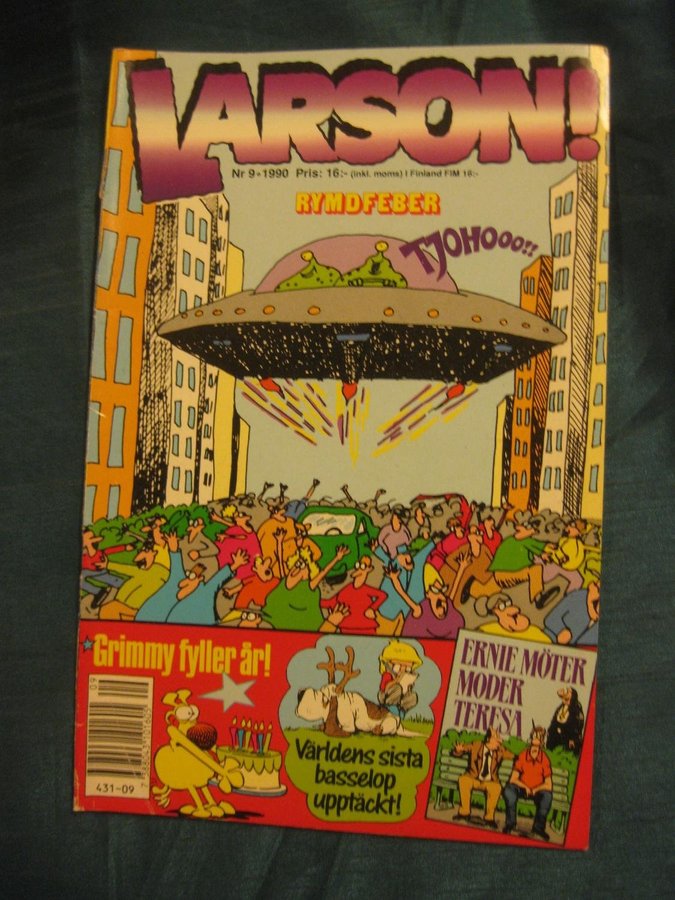 LARSON!
Nr 9 • 1990 Pris: 16:- (inkl. moms) I Finland FIM 16:-
RYMDFEBER
TJOHOOO!!
Grimmy fyller år!
Världens sista
basselop
upptäckt!
ERNIE MÖTER
MODER
TERESA
09
431-09